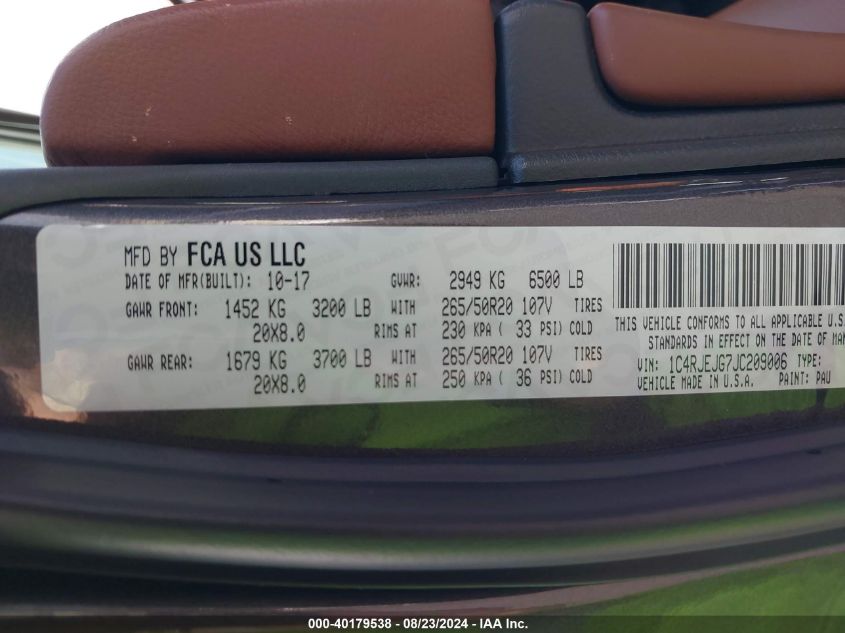 MFD BY FCA US LLC
DATE OF MFR(BUILT): 10-17 GVWR: 2949 KG 6500 LB
GAWR FRONT: 1452 KG 3200 LB WITH 265/50R20 107V TIRES
20X8.0 RIMS AT 230 KPA ( 33 PSI) COLD
GAWR REAR: 1679 KG 3700 LB WITH 265/50R20 107V TIRES
20X8.0 RIMS AT 250 KPA ( 36 PSI) COLD
THIS VEHICLE CONFORMS TO ALL APPLICABLE U.S.
STANDARDS IN EFFECT ON THE DATE OF MAN
VIN: 1C4RJEJG7JC209006 TYPE:
VEHICLE MADE IN U.S.A. PAINT: PAU
000-40179538 - 08/23/2024 - IAA Inc.